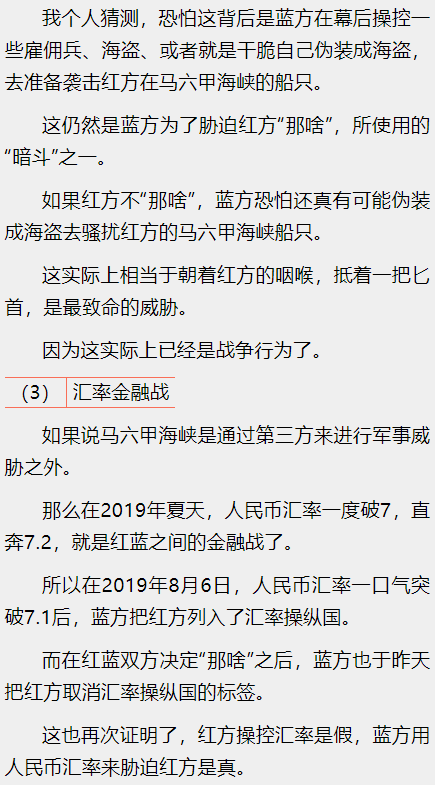 我个人猜测，恐怕这背后是蓝方在幕后操控一
些雇佣兵、海盗、或者就是干脆自己伪装成海盗，
去准备袭击红方在马六甲海峡的船只。
这仍然是蓝方为了胁迫红方“那啥”，所使用的
“暗斗”之一。
如果红方不“那啥”，蓝方恐怕还真有可能伪装
成海盗去骚扰红方的马六甲海峡船只。
这实际上相当于朝着红方的咽喉，抵着一把匕
首，是最致命的威胁。
因为这实际上已经是战争行为了。
（3） 汇率金融战
如果说马六甲海峡是通过第三方来进行军事威
胁之外。
那么在2019年夏天，人民币汇率一度破7，直
奔7.2，就是红蓝之间的金融战了。
所以在2019年8月6日，人民币汇率一口气突
破7.1后，蓝方把红方列入了汇率操纵国。
而在红蓝双方决定“那啥”之后，蓝方也于昨天
把红方取消汇率操纵国的标签。
这也再次证明了，红方操控汇率是假，蓝方用
人民币汇率来胁迫红方是真。